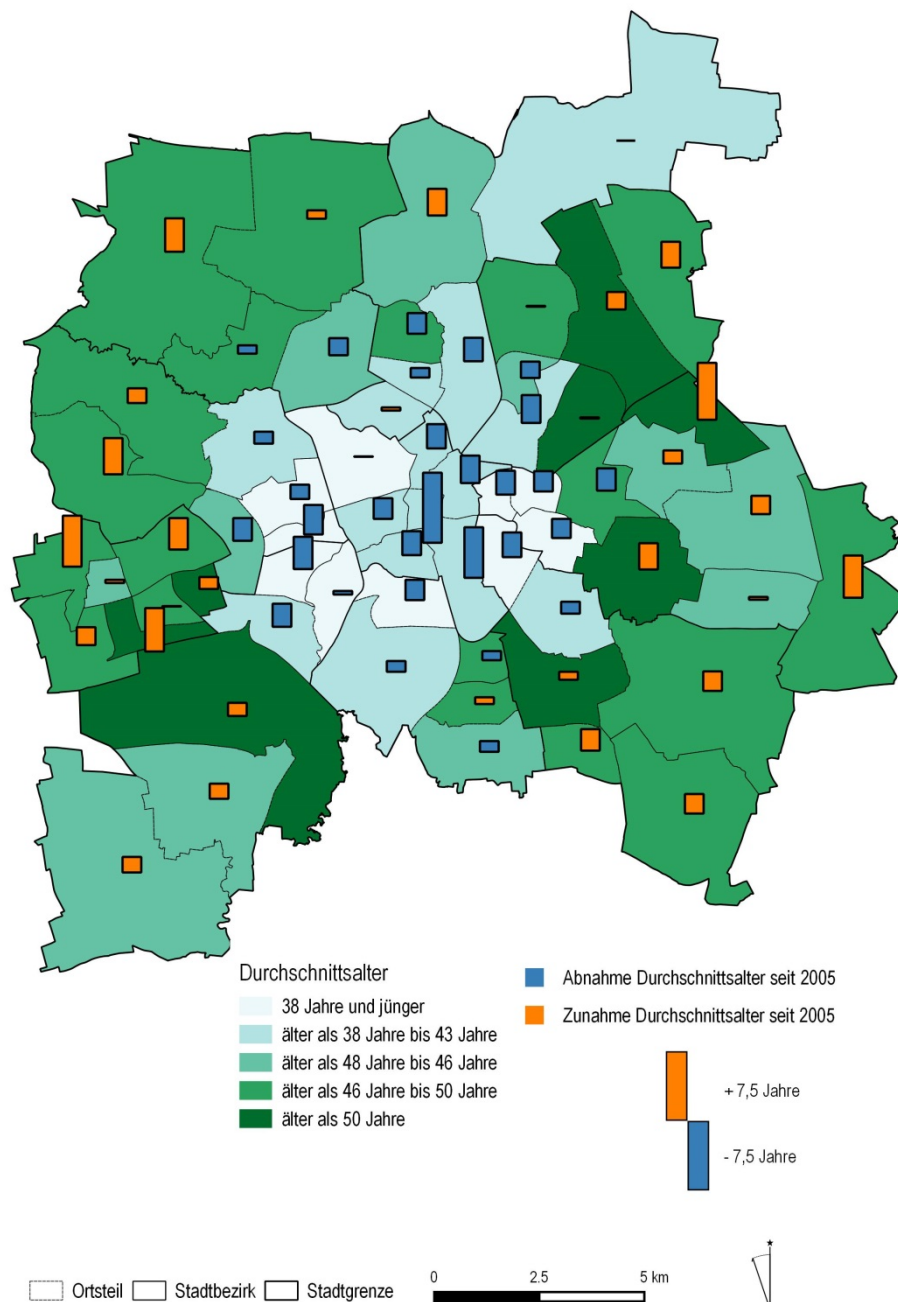 Durchschnittsalter
38 Jahre und jünger
älter als 38 Jahre bis 43 Jahre
älter als 48 Jahre bis 46 Jahre
älter als 46 Jahre bis 50 Jahre
älter als 50 Jahre
Abnahme Durchschnittsalter seit 2005
Zunahme Durchschnittsalter seit 2005
+ 7,5 Jahre
- 7,5 Jahre
Ortsteil Stadtbezirk Stadtgrenze
0 2.5 5 km